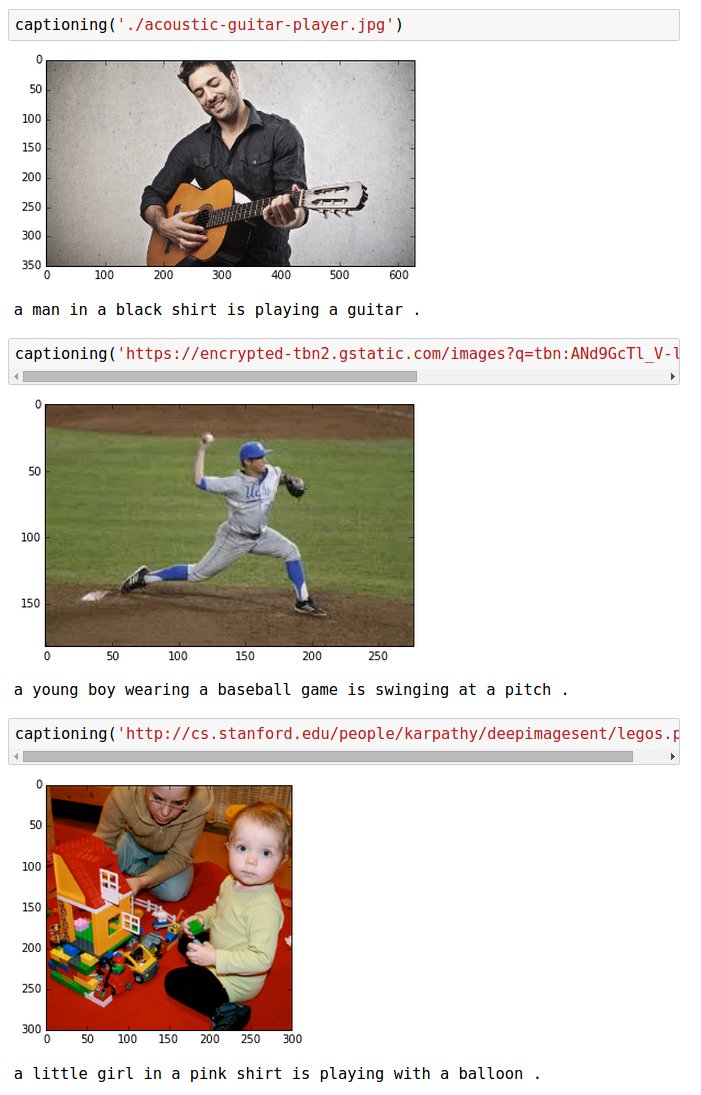 captioning('./acoustic-guitar-player.jpg')
0
50
100
150
200
250
300
350
0 100 200 300 400 500 600
a man in a black shirt is playing a guitar .
captioning('https://encrypted-tbn2.gstatic.com/images?q=tbn:ANd9GcTl_V-l
0
50
100
150
0 50 100 150 200 250
a young boy wearing a baseball game is swinging at a pitch .
captioning('http://cs.stanford.edu/people/karpathy/deepimagesent/legos.p
0
50
100
150
200
250
300
0 50 100 150 200 250 300
a little girl in a pink shirt is playing with a balloon .